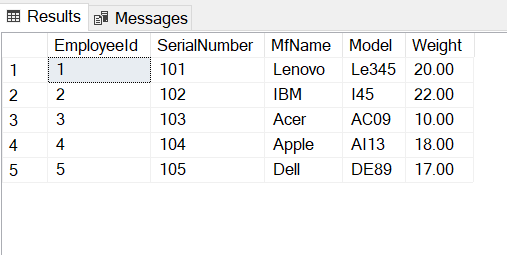 Results Messages
EmployeeId SerialNumber MfName Model Weight
1 1 101 Lenovo Le345 20.00
2 2 102 IBM I45 22.00
3 3 103 Acer AC09 10.00
4 4 104 Apple AI13 18.00
5 5 105 Dell DE89 17.00